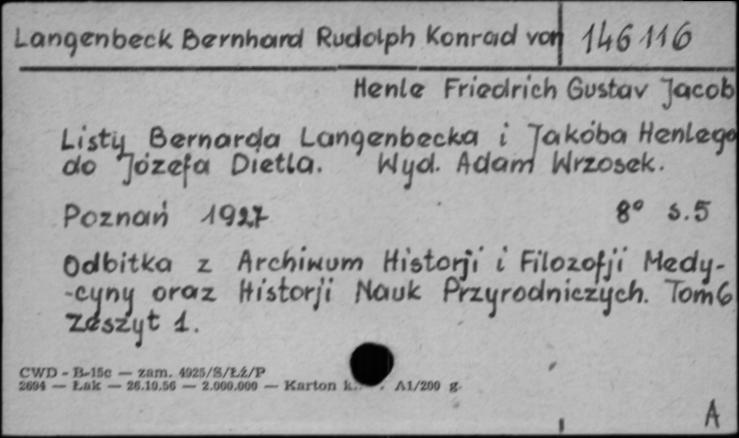 Langenbeck Bernhard Rudolph Konrad von 146116
Henle Friedrich Gustav Jacob
Listy Bernarda Langenbecka i Jakóba Henlego
do Józefa Dietla. Wyd. Adam Wrzosek.
Poznań 1927 8° s.5
Odbitka z Archiwum Historji i Filozofji Medy-
-cyny oraz Historji Nauk Przyrodniczych. Tom 6
Zeszyt 1.
CWD - B-15c — zam. 4925/S/Łź/P
2694 — Łak — 26.10.56 — 2.000.000 — Karton k. A1/200 g.
A